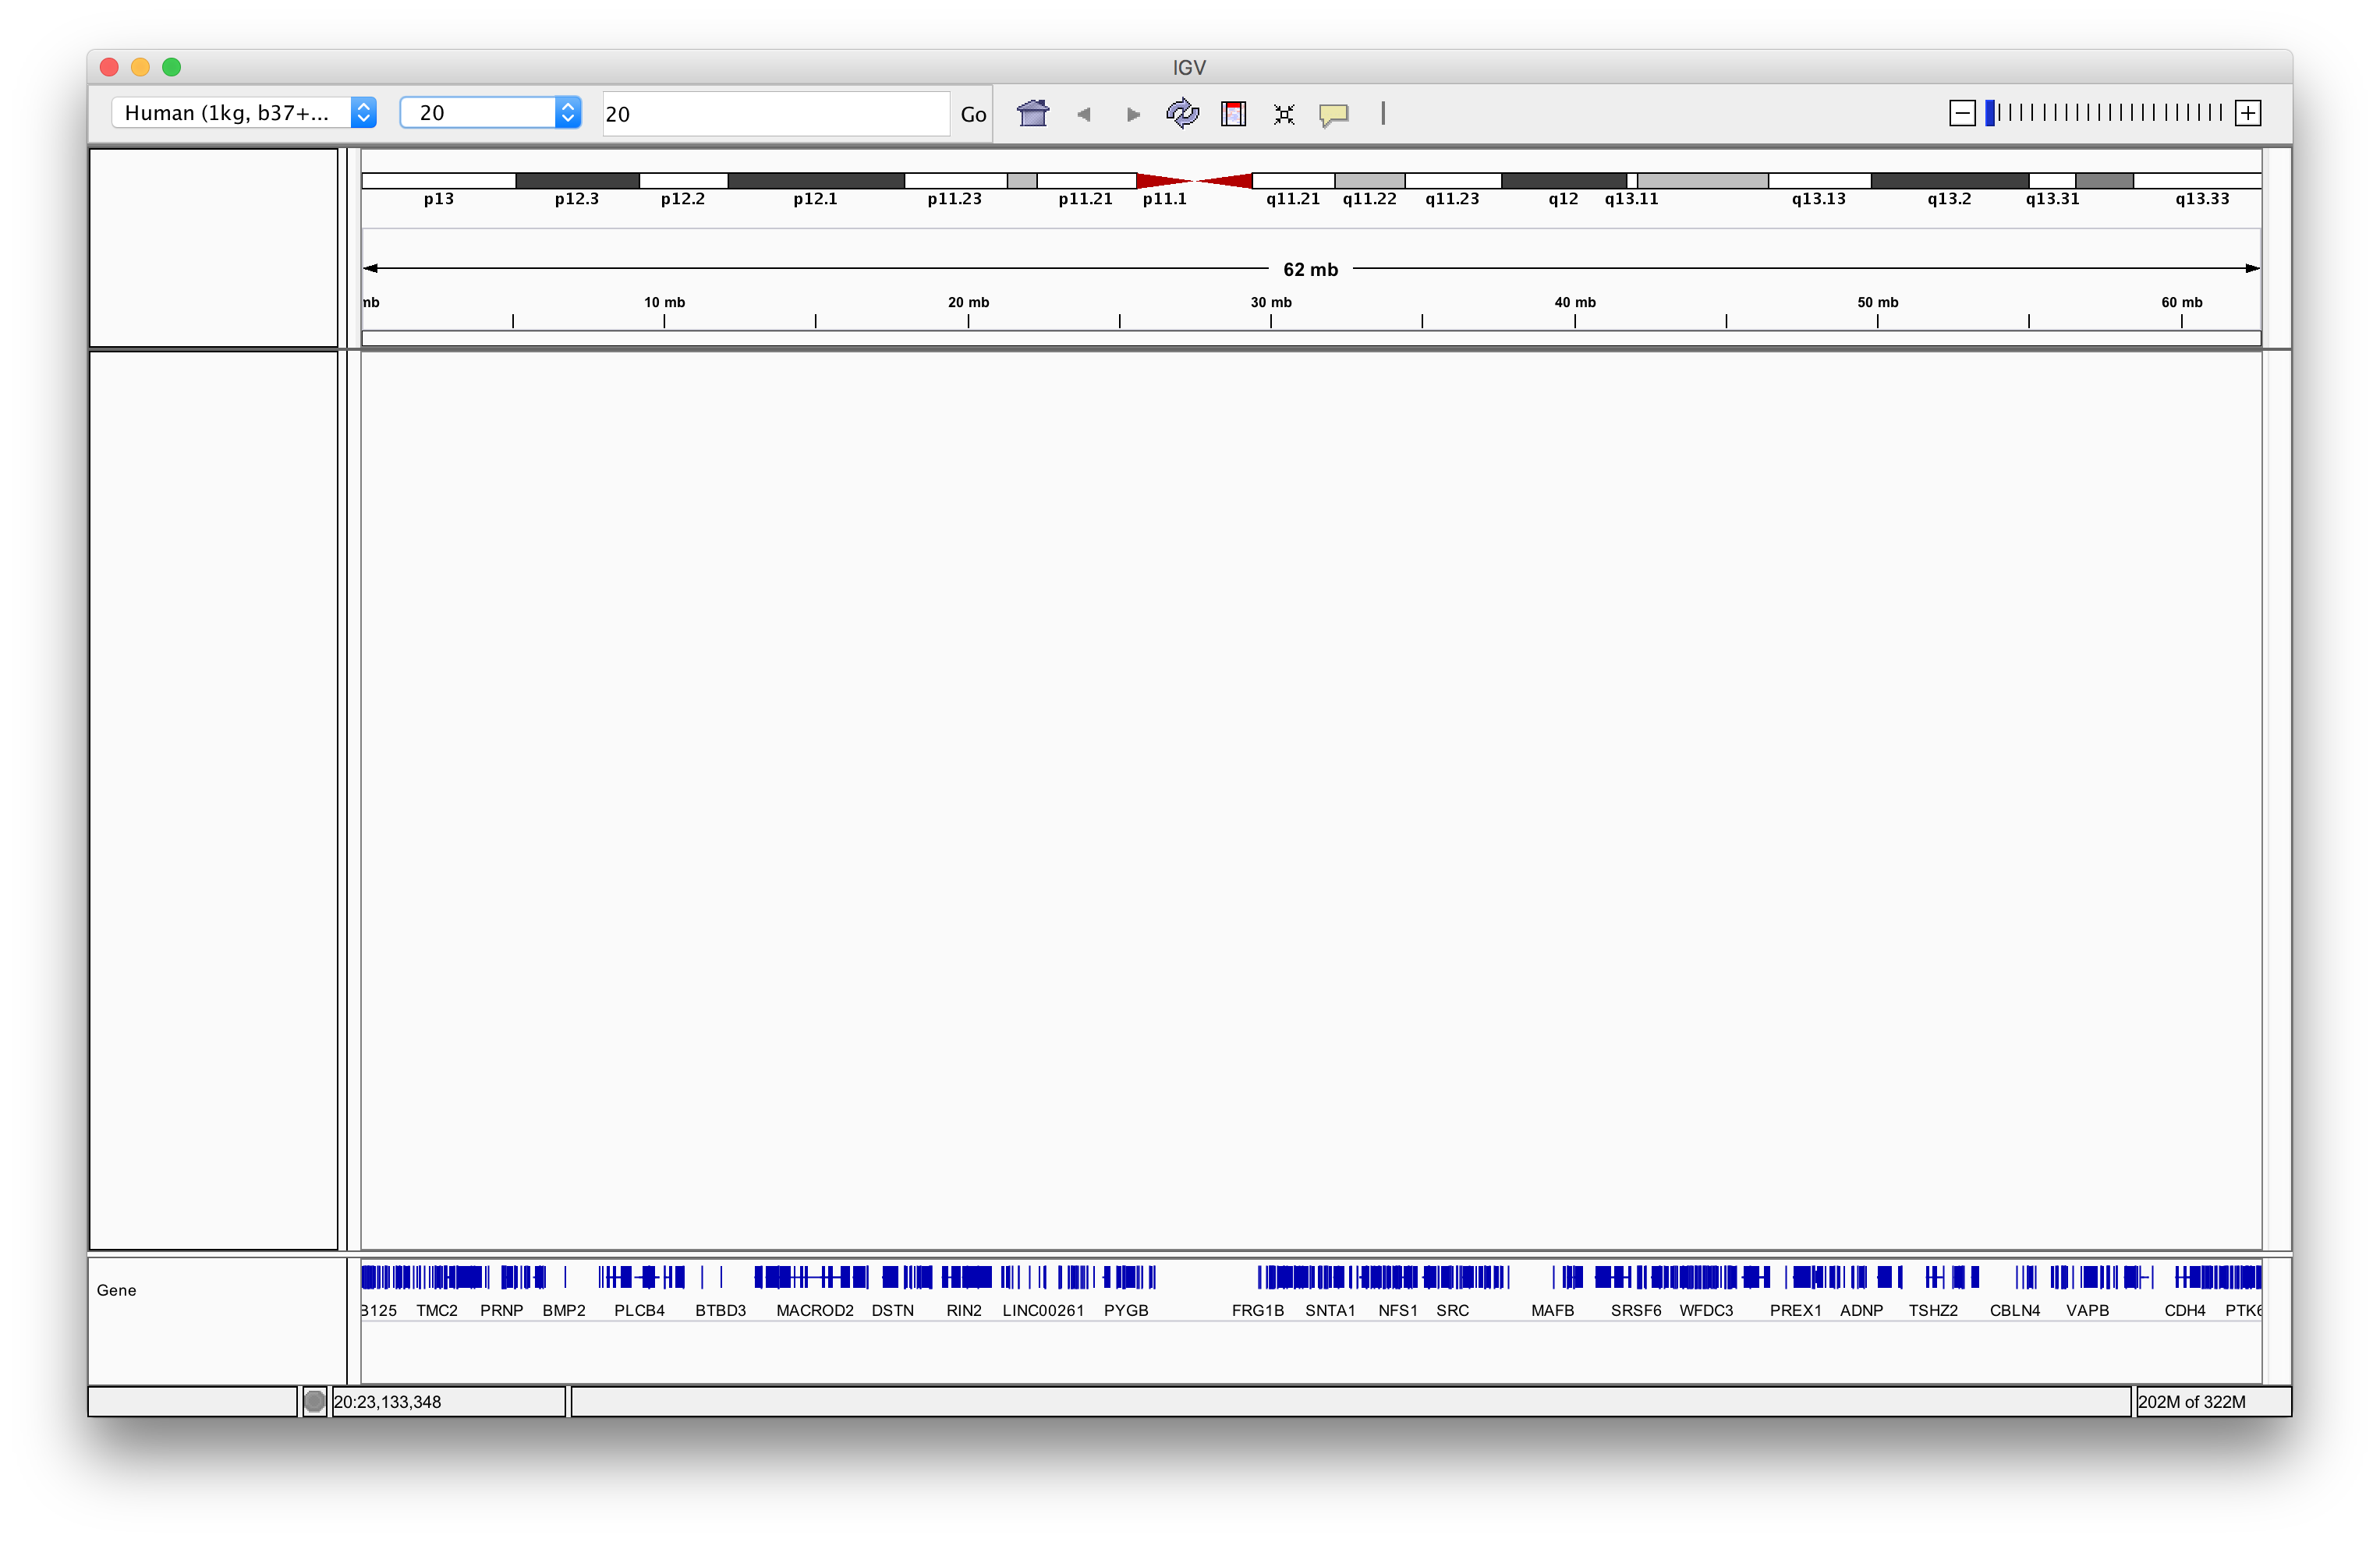 IGV
Human (1kg, b37+... 20 20 Go
p13 p12.3 p12.2 p12.1 p11.23 p11.21 p11.1 q11.21 q11.22 q11.23 q12 q13.11 q13.13 q13.2 q13.31 q13.33
62 mb
mb 10 mb 20 mb 30 mb 40 mb 50 mb 60 mb
Gene
B125 TMC2 PRNP BMP2 PLCB4 BTBD3 MACROD2 DSTN RIN2 LINC00261 PYGB FRG1B SNTA1 NFS1 SRC MAFB SRSF6 WFDC3 PREX1 ADNP TSHZ2 CBLN4 VAPB CDH4 PTK6
20:23,133,348 202M of 322M